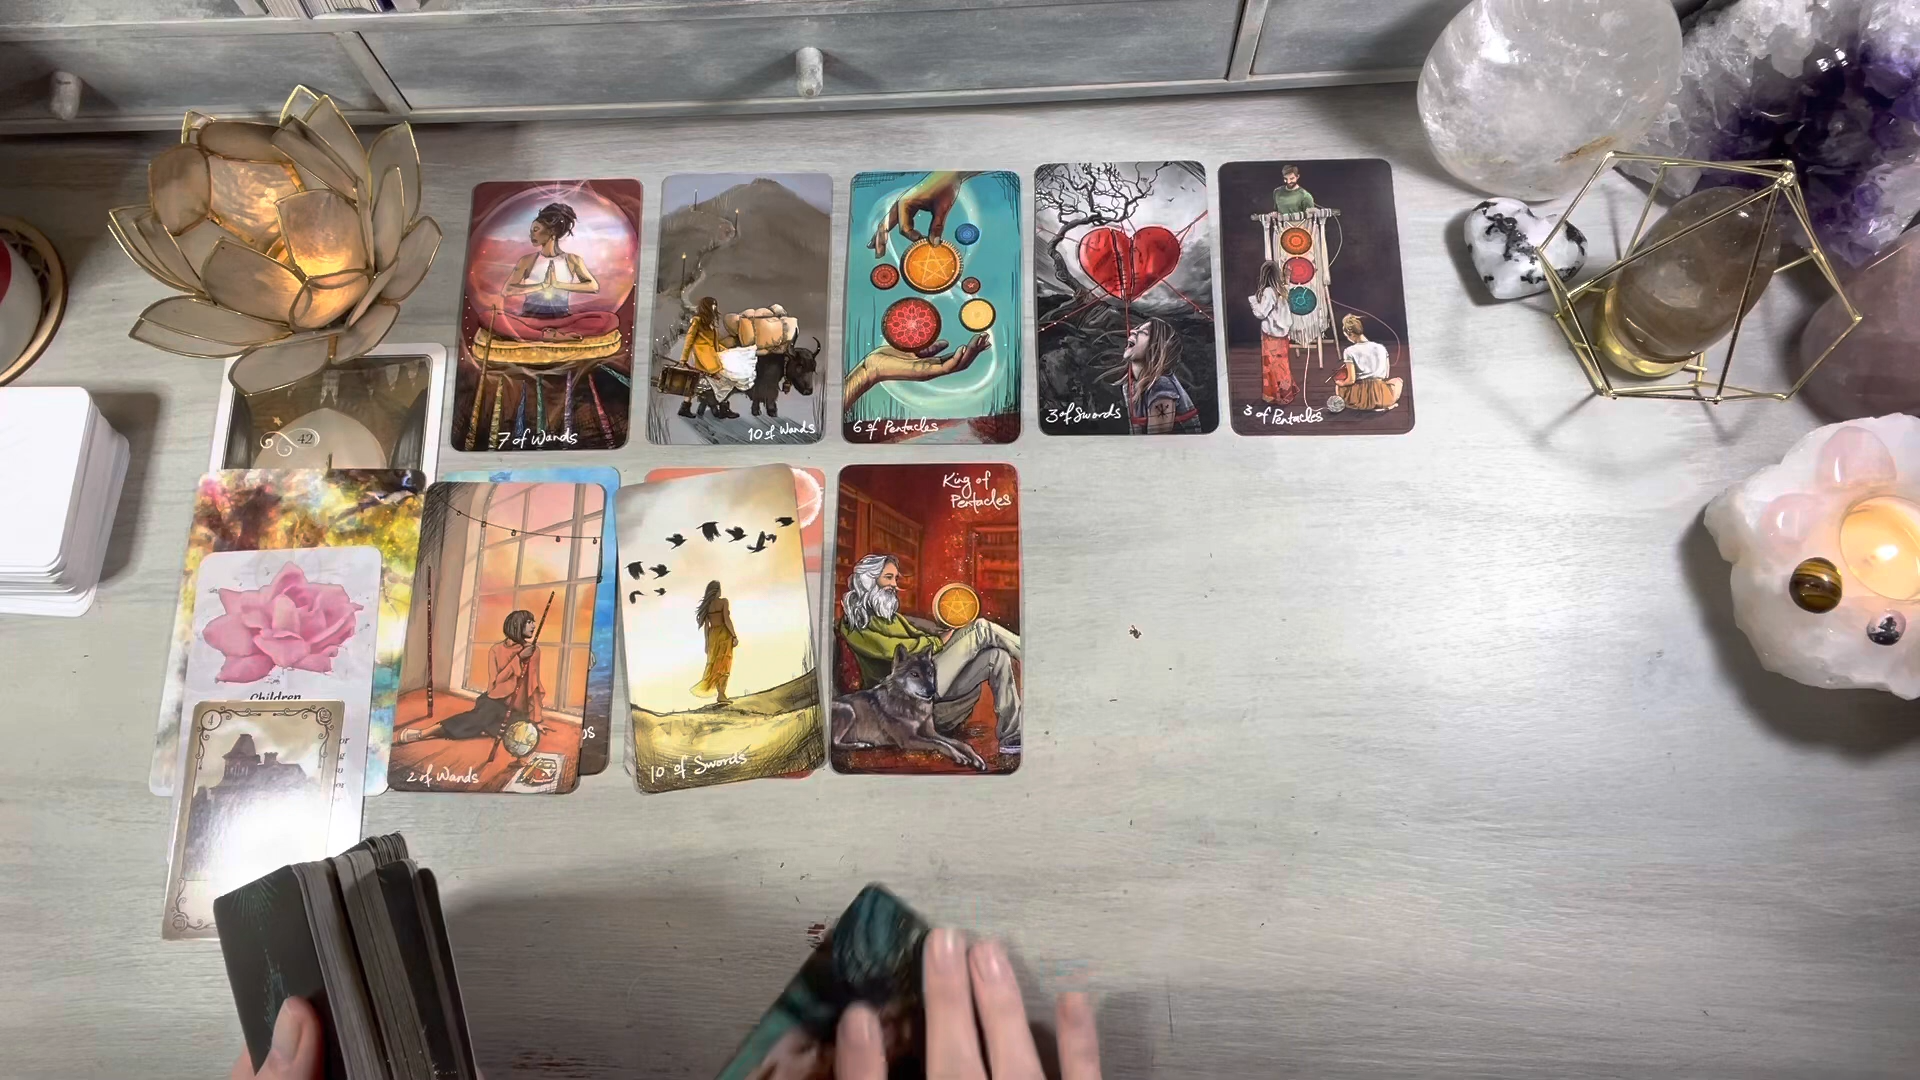 7 of Wands
10 of Wands
6 of Pentacles
3 of Swords
3 of Pentacles
42
King of
Pentacles
Children
4
2 of Wands
10 of Swords